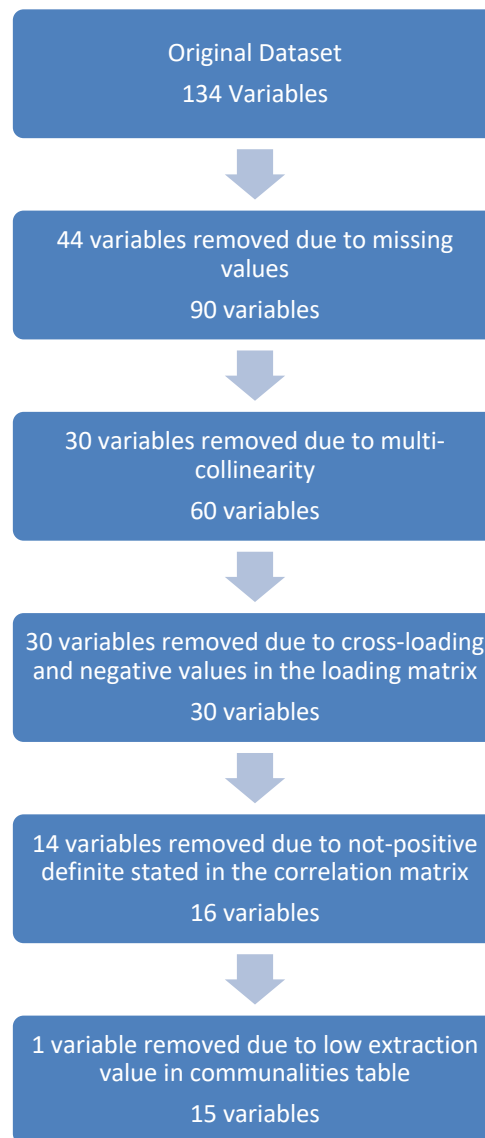 Original Dataset
134 Variables
44 variables removed due to missing
values
90 variables
30 variables removed due to multi-
collinearity
60 variables
30 variables removed due to cross-loading
and negative values in the loading matrix
30 variables
14 variables removed due to not-positive
definite stated in the correlation matrix
16 variables
1 variable removed due to low extraction
value in communalities table
15 variables